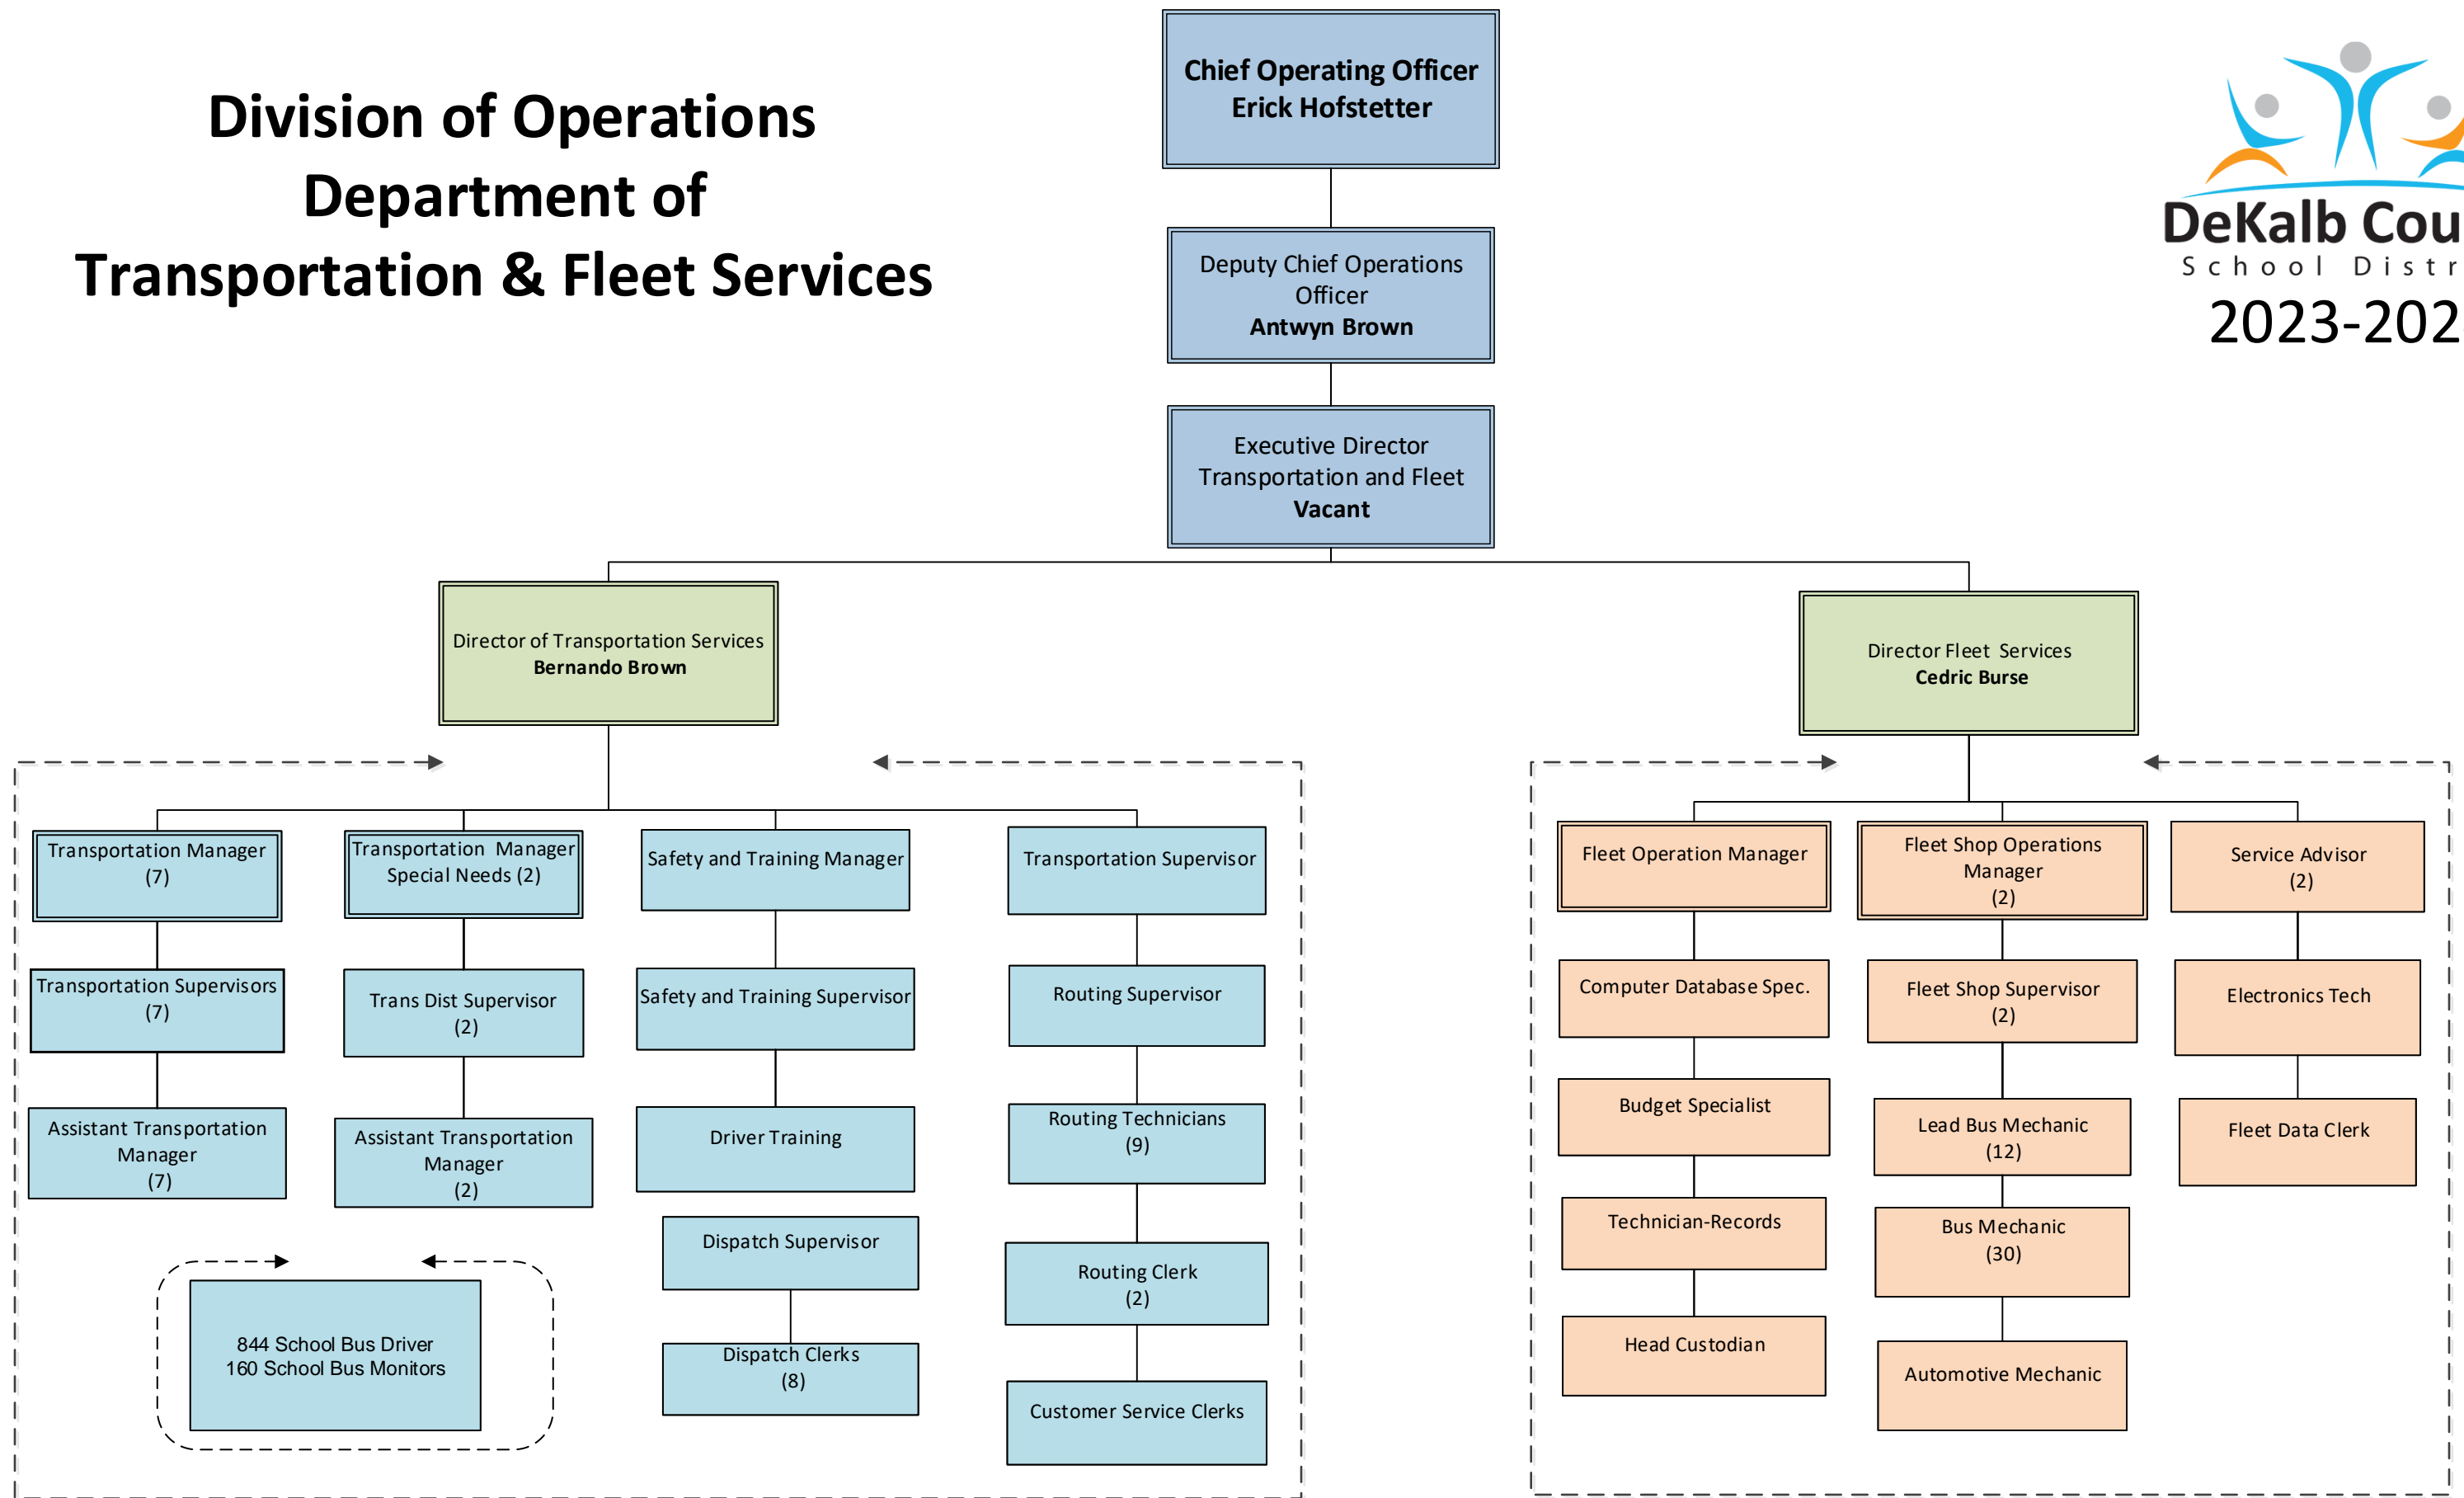 Division of Operations
Department of
Transportation & Fleet Services
Chief Operating Officer
Erick Hofstetter
DeKalb Cou
School Distr
2023-202
Deputy Chief Operations
Officer
Antwyn Brown
Executive Director
Transportation and Fleet
Vacant
Director of Transportation Services
Bernando Brown
Director Fleet Services
Cedric Burse
Transportation Manager
(7)
Transportation Supervisors
(7)
Assistant Transportation
Manager
(7)
Transportation Manager
Special Needs (2)
Trans Dist Supervisor
(2)
Assistant Transportation
Manager
(2)
844 School Bus Driver
160 School Bus Monitors
Safety and Training Manager
Safety and Training Supervisor
Driver Training
Dispatch Supervisor
Dispatch Clerks
(8)
Transportation Supervisor
Routing Supervisor
Routing Technicians
(9)
Routing Clerk
(2)
Customer Service Clerks
Fleet Operation Manager
Computer Database Spec.
Budget Specialist
Technician-Records
Head Custodian
Fleet Shop Operations
Manager
(2)
Fleet Shop Supervisor
(2)
Lead Bus Mechanic
(12)
Bus Mechanic
(30)
Automotive Mechanic
Service Advisor
(2)
Electronics Tech
Fleet Data Clerk